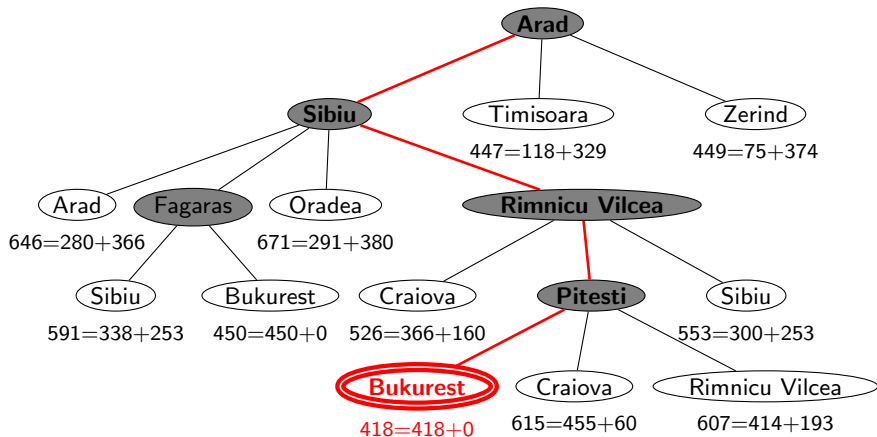 Arad
Sibiu
Timisoara
Zerind
447=118+329
449=75+374
Arad
Fagaras
Oradea
Rimnicu Vilcea
646=280+366
671=291+380
Sibiu
Bukurest
Craiova
Pitesti
Sibiu
591=338+253
450=450+0
526=366+160
553=300+253
Bukurest
Craiova
Rimnicu Vilcea
418=418+0
615=455+60
607=414+193